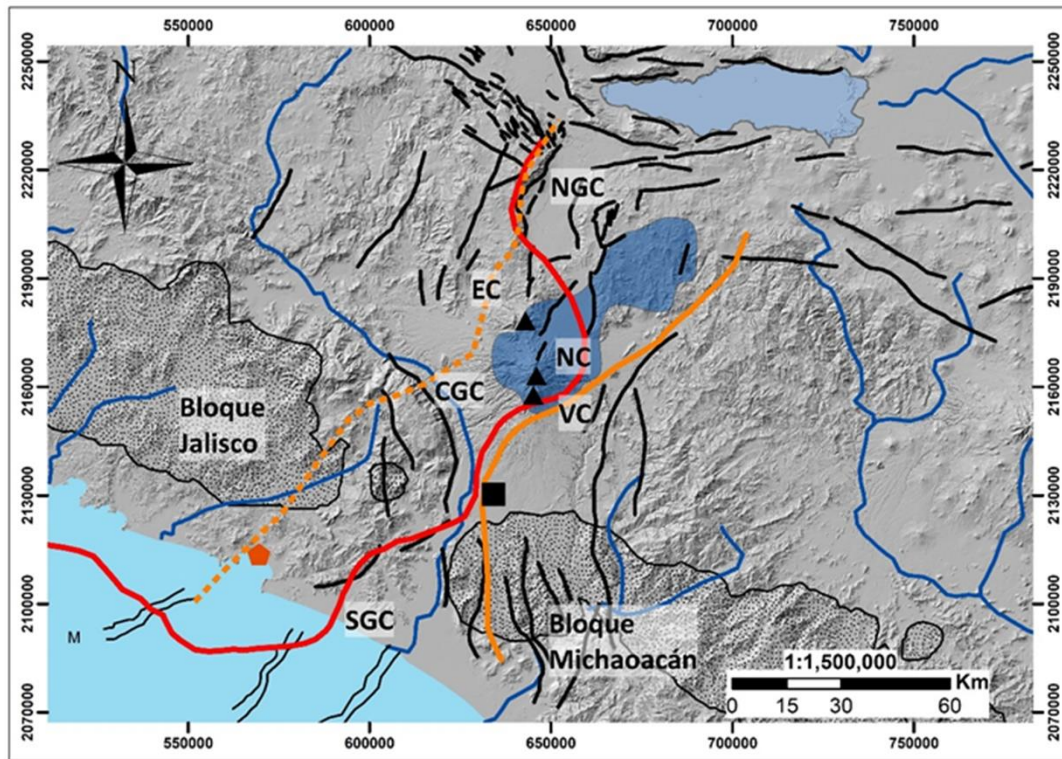 550000 600000 650000 700000 750000
2250000 2250000
N
2220000 2220000
NGC
2190000 2190000
EC
NC
2160000 2160000
CGC
VC
Bloque
Jalisco
2130000 2130000
2100000 2100000
SGC
M
Bloque
Michaoacán
1:1,500,000
Km
0 15 30 60
2070000 2070000
550000 600000 650000 700000 750000